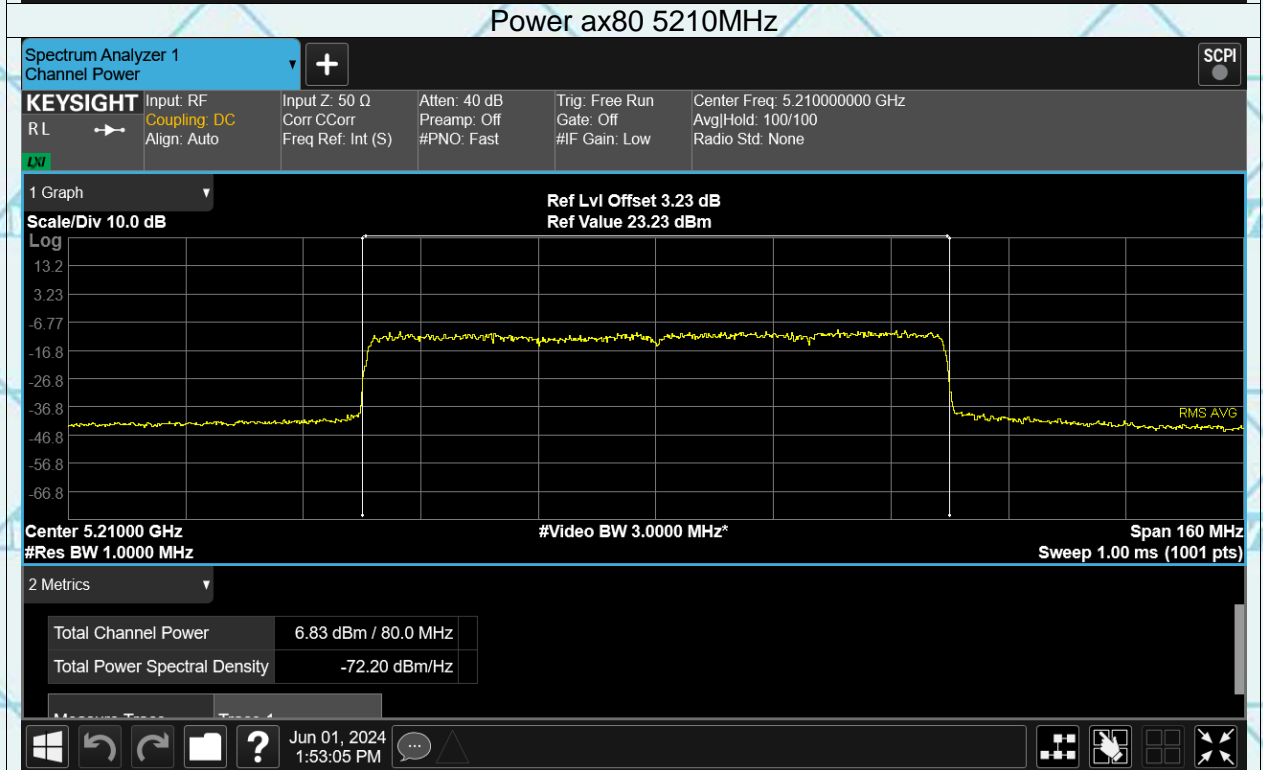 Power ax80 5210MHz
Spectrum Analyzer 1
Channel Power
SCPI
KEYSIGHT
RL
LXI
Input: RF
Coupling: DC
Align: Auto
Input Z: 50 Ω
Corr CCorr
Freq Ref: Int (S)
Atten: 40 dB
Preamp: Off
#PNO: Fast
Trig: Free Run
Gate: Off
#IF Gain: Low
Center Freq: 5.210000000 GHz
Avg|Hold: 100/100
Radio Std: None
1 Graph
Scale/Div 10.0 dB
Ref Lvl Offset 3.23 dB
Ref Value 23.23 dBm
Log
13.2
3.23
-6.77
-16.8
-26.8
-36.8
-46.8
-56.8
-66.8
RMS AVG
Center 5.21000 GHz
#Res BW 1.0000 MHz
#Video BW 3.0000 MHz*
Span 160 MHz
Sweep 1.00 ms (1001 pts)
2 Metrics
Total Channel Power 6.83 dBm / 80.0 MHz
Total Power Spectral Density -72.20 dBm/Hz
Measure Trace Trace 1
?
Jun 01, 2024
1:53:05 PM